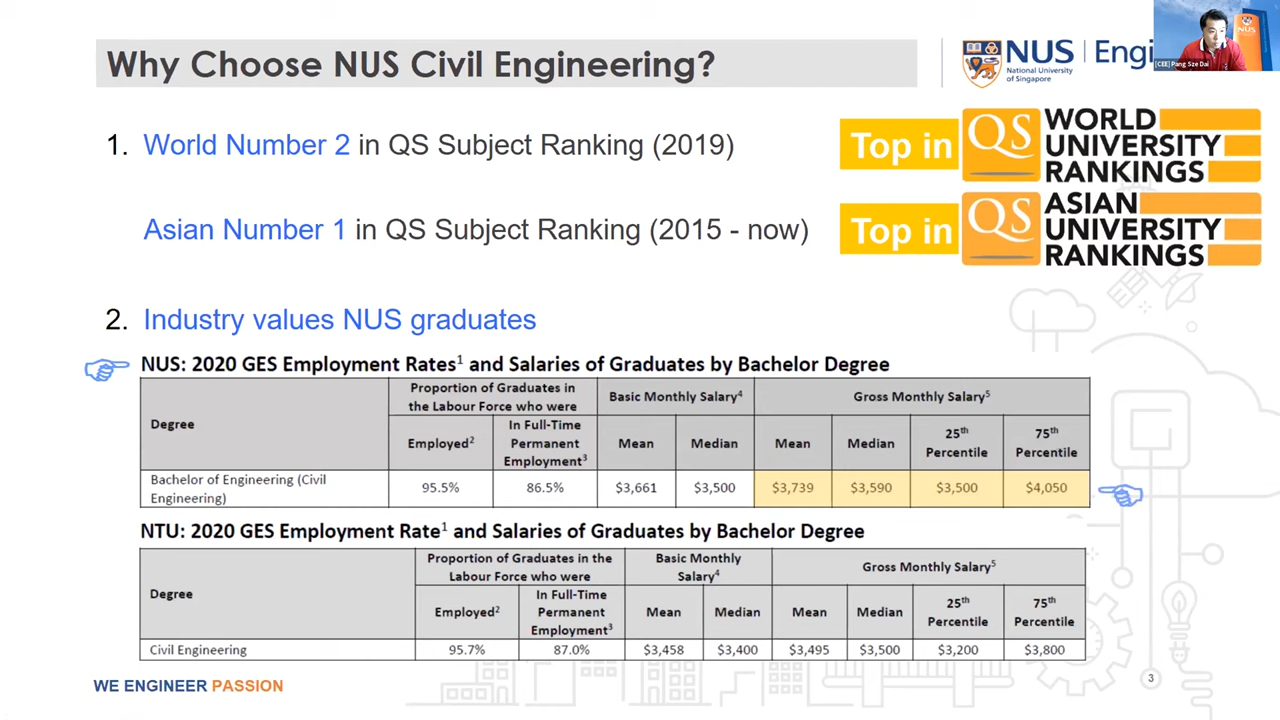 Why Choose NUS Civil Engineering?
NUS
National University
of Singapore
Engi
NUS
[CEE] Pang Sze Dai
1. World Number 2 in QS Subject Ranking (2019)
Top in QS WORLD
UNIVERSITY
RANKINGS
Asian Number 1 in QS Subject Ranking (2015 - now)
Top in QS ASIAN
UNIVERSITY
RANKINGS
2. Industry values NUS graduates
NUS: 2020 GES Employment Rates1 and Salaries of Graduates by Bachelor Degree
Degree
Proportion of Graduates in
the Labour Force who were
Basic Monthly Salary4
Gross Monthly Salary5
Employed2
In Full-Time
Permanent
Employment3
Mean
Median
Mean
Median
25th
Percentile
75th
Percentile
Bachelor of Engineering (Civil
Engineering)
95.5% 86.5% $3,661 $3,500 $3,739 $3,590 $3,500 $4,050
NTU: 2020 GES Employment Rate1 and Salaries of Graduates by Bachelor Degree
Degree
Proportion of Graduates in the
Labour Force who were
Basic Monthly
Salary4
Gross Monthly Salary5
Employed2
In Full-Time
Permanent
Employment3
Mean
Median
Mean
Median
25th
Percentile
75th
Percentile
Civil Engineering 95.7% 87.0% $3,458 $3,400 $3,495 $3,500 $3,200 $3,800
WE ENGINEER PASSION
3